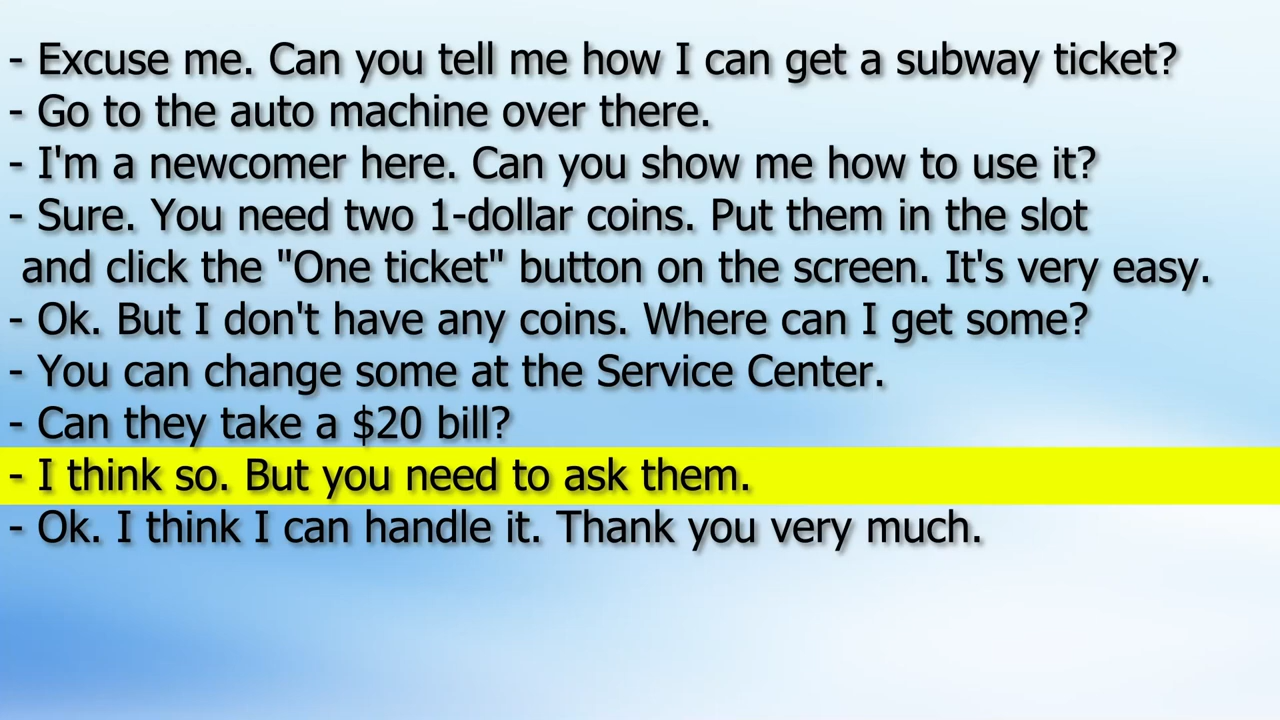 - Excuse me. Can you tell me how I can get a subway ticket?
- Go to the auto machine over there.
- I'm a newcomer here. Can you show me how to use it?
- Sure. You need two 1-dollar coins. Put them in the slot
and click the "One ticket" button on the screen. It's very easy.
- Ok. But I don't have any coins. Where can I get some?
- You can change some at the Service Center.
- Can they take a $20 bill?
- I think so. But you need to ask them.
- Ok. I think I can handle it. Thank you very much.